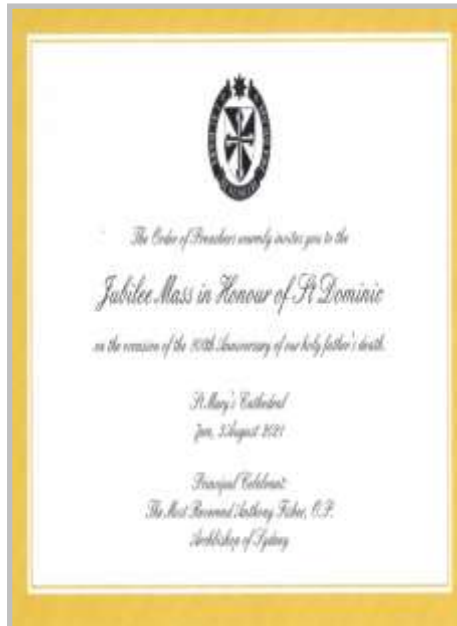 The Order of Preachers warmly invites you to the
Jubilee Mass in Honour of St Dominic
on the occasion of the 800th Anniversary of our holy father's death.
St Mary's Cathedral
August 2021
Principal Celebrant:
The Most Reverend Anthony Fisher, O.P.
Archbishop of Sydney